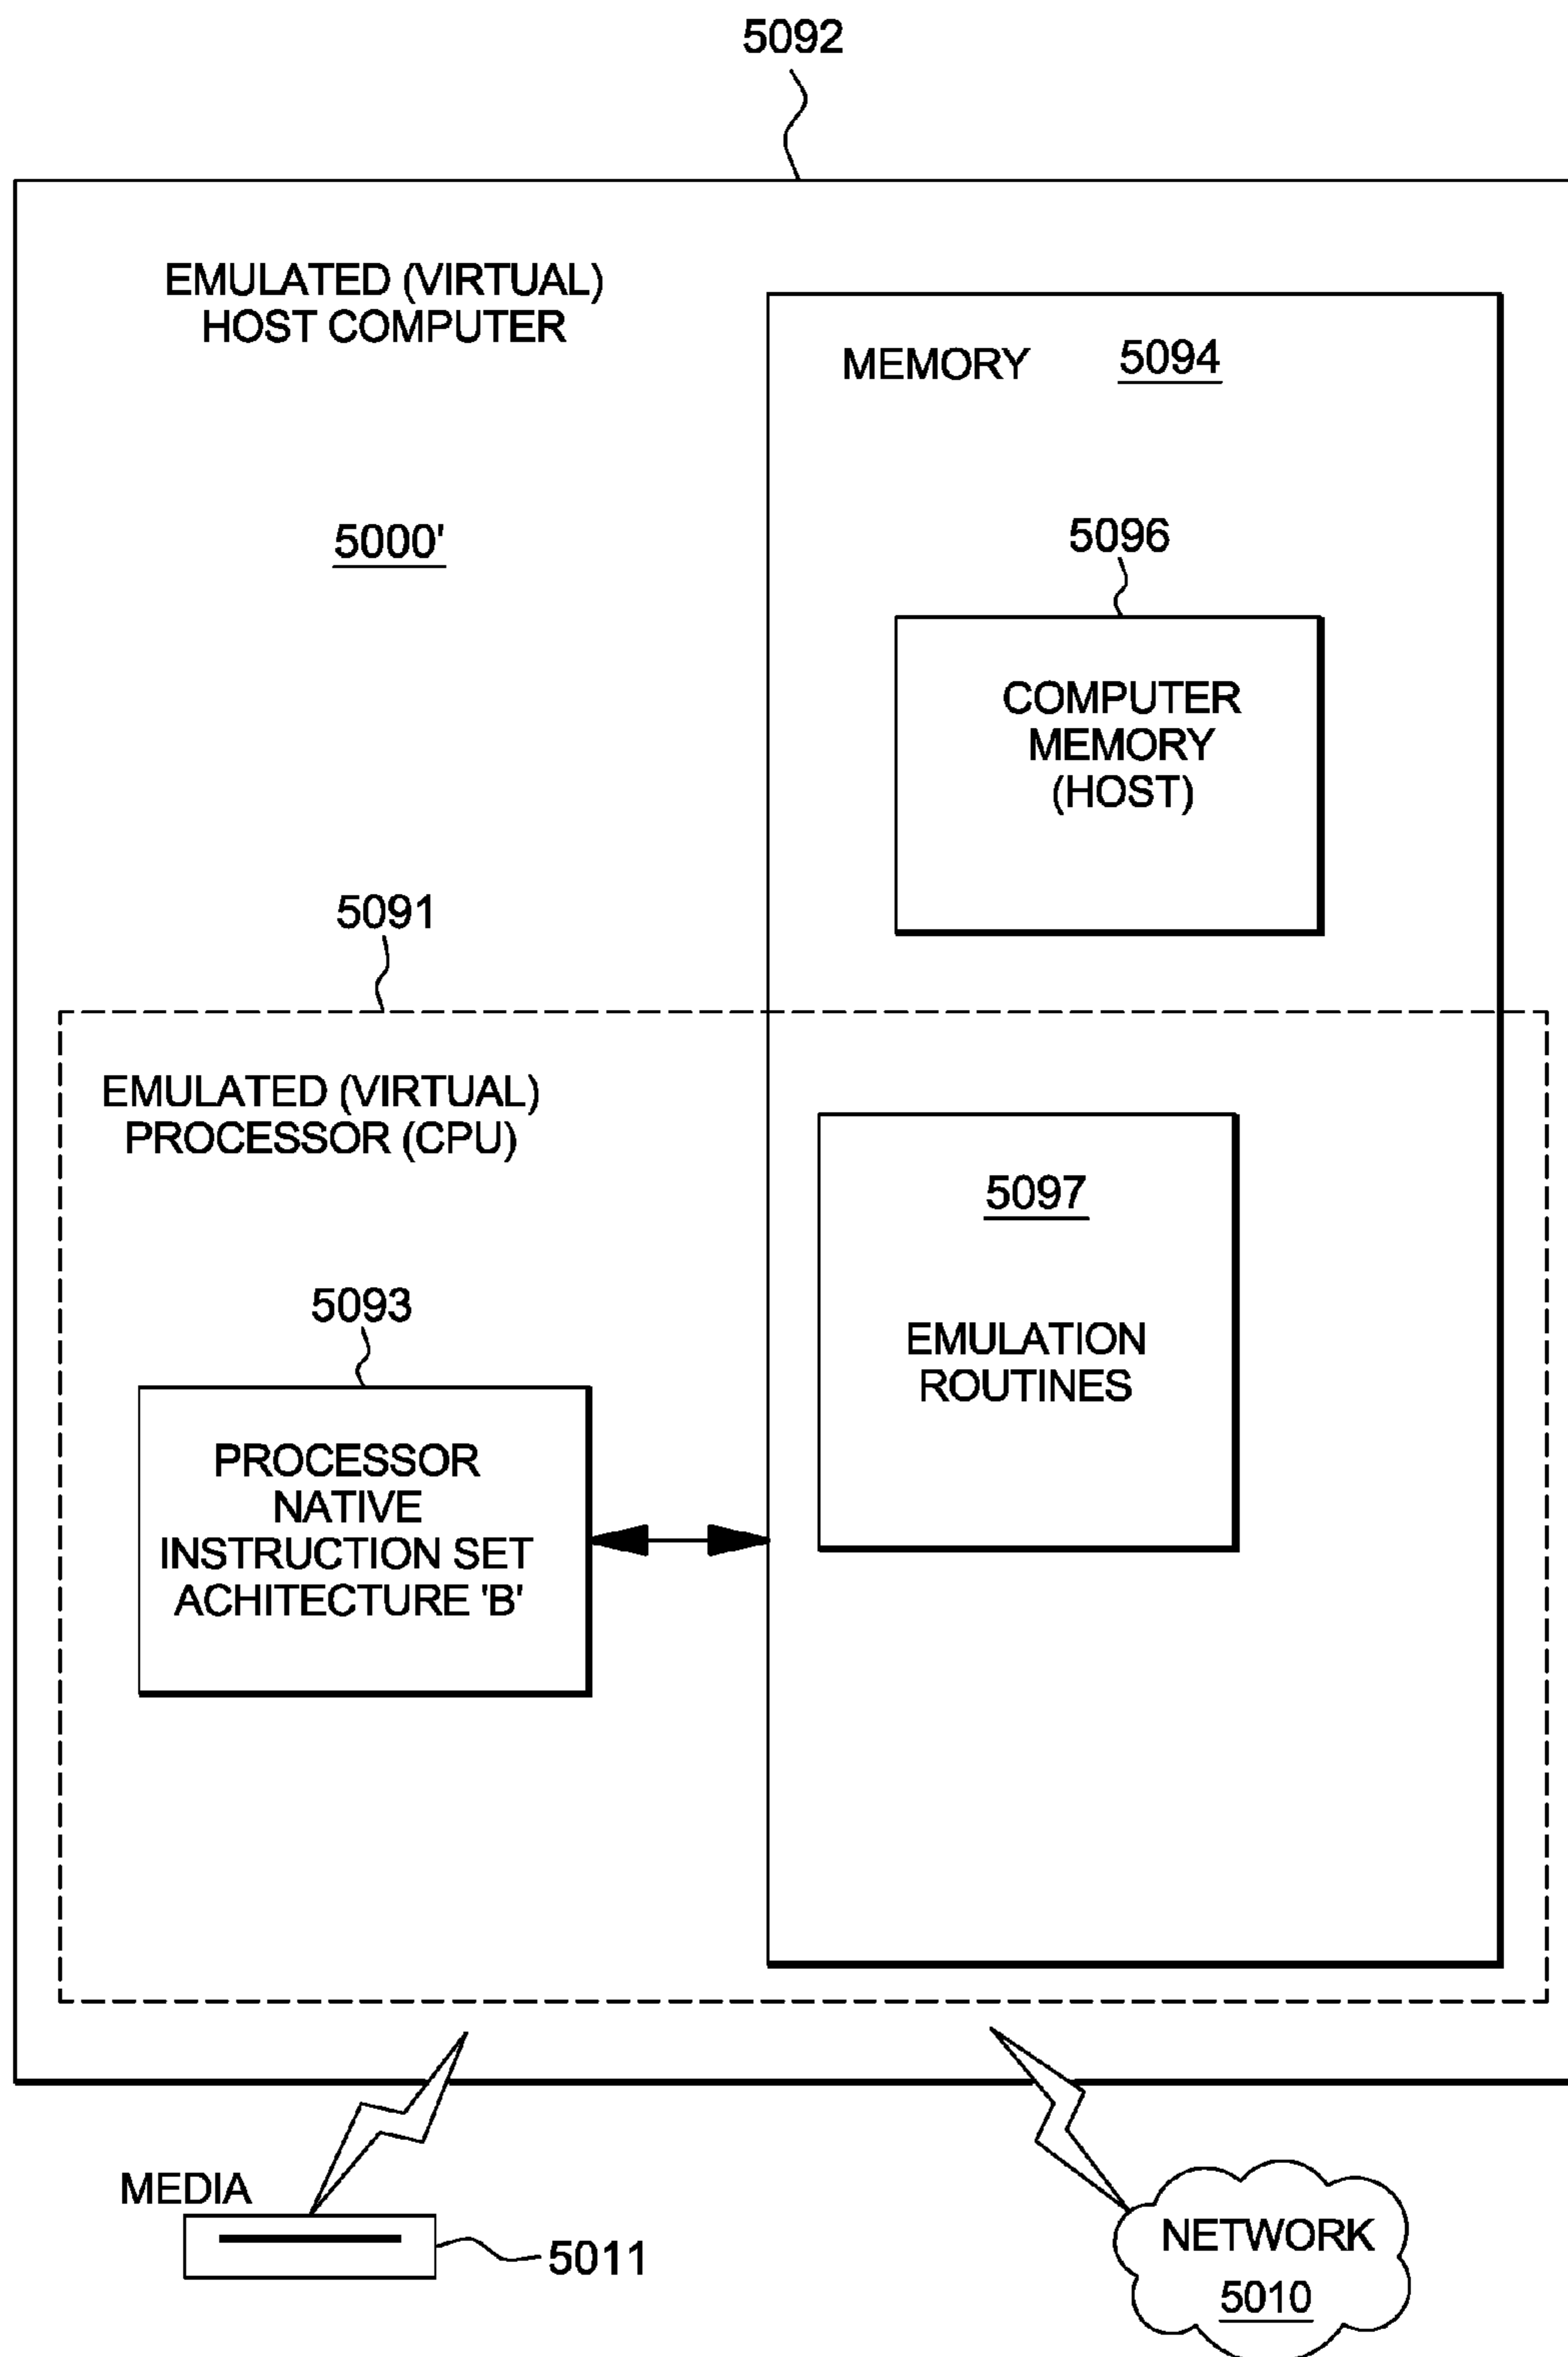 5092
EMULATED (VIRTUAL)
HOST COMPUTER
MEMORY 5094
5000'
5096
COMPUTER
MEMORY
(HOST)
5091
EMULATED (VIRTUAL)
PROCESSOR (CPU)
5097
EMULATION
ROUTINES
5093
PROCESSOR
NATIVE
INSTRUCTION SET
ACHITECTURE 'B'
MEDIA
5011
NETWORK
5010